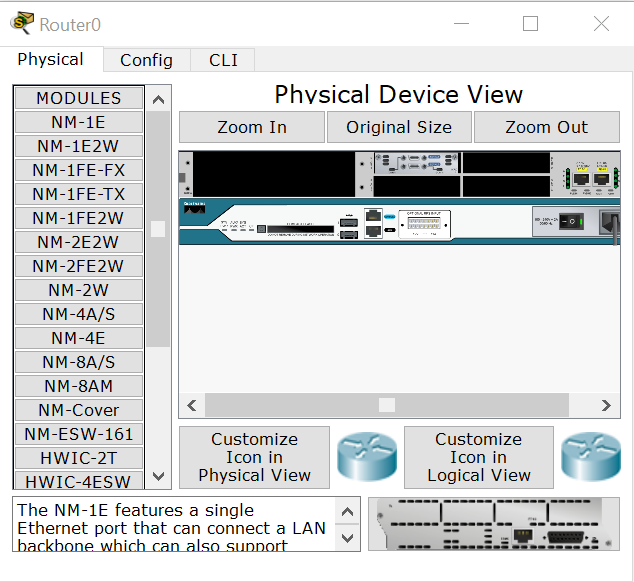 Router0
Physical
Config
CLI
MODULES
NM-1E
NM-1E2W
NM-1FE-FX
NM-1FE-TX
NM-1FE2W
NM-2E2W
NM-2FE2W
NM-2W
NM-4A/S
NM-4E
NM-8A/S
NM-8AM
NM-Cover
NM-ESW-161
HWIC-2T
HWIC-4ESW
Physical Device View
Zoom In
Original Size
Zoom Out
OPTIONAL RPS INPUT
Customize
Icon in
Physical View
Customize
Icon in
Logical View
The NM-1E features a single
Ethernet port that can connect a LAN
backbone which can also support